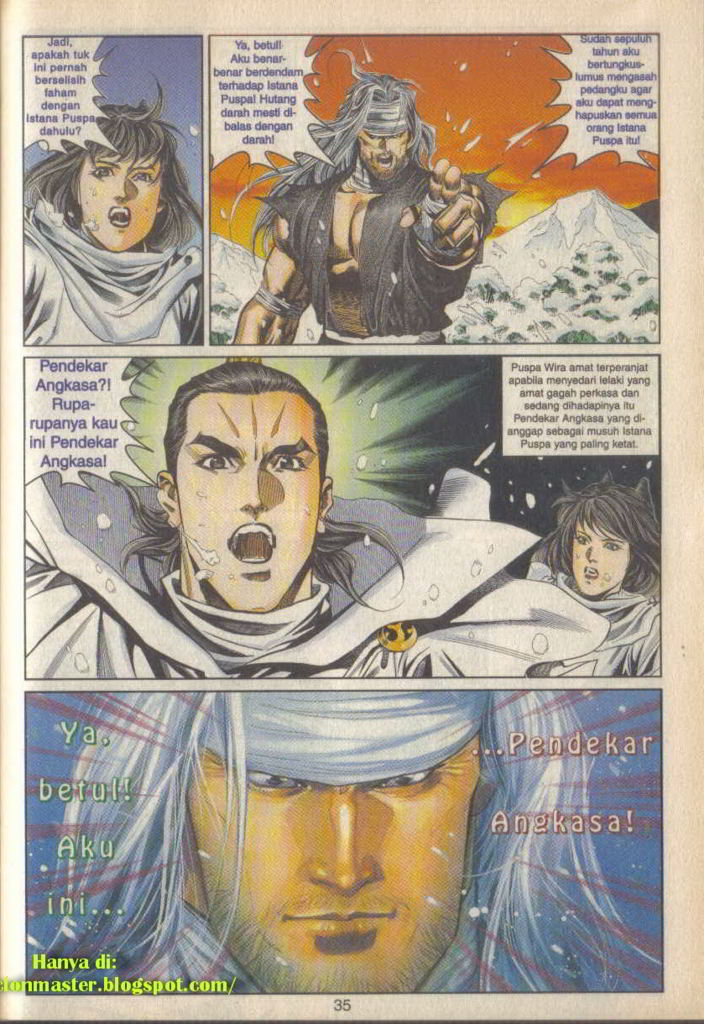 Jadi,
apakah tuk
ini pernah
berselisih
faham
dengan
Istana Puspa
dahulu?
Ya, betul!
Aku benar-
benar berdendam
terhadap Istana
Puspa! Hutang
darah mesti di-
balas dengan
darah!
Sudah sepuluh
tahun aku
bertungkus-
lumus mengasah
pedangku agar
aku dapat meng-
hapuskan semua
orang Istana
Puspa itu!
Pendekar
Angkasa?!
Rupa-
rupanya kau
ini Pendekar
Angkasa!
Puspa Wira amat terperanjat
apabila menyedari lelaki yang
amat gagah perkasa dan
sedang dihadapinya itu
Pendekar Angkasa yang di-
anggap sebagai musuh Istana
Puspa yang paling ketat.
Ya,
betul!
Aku
ini...
...Pendekar
Angkasa!
Hanya di:
tonmaster.blogspot.com/
35